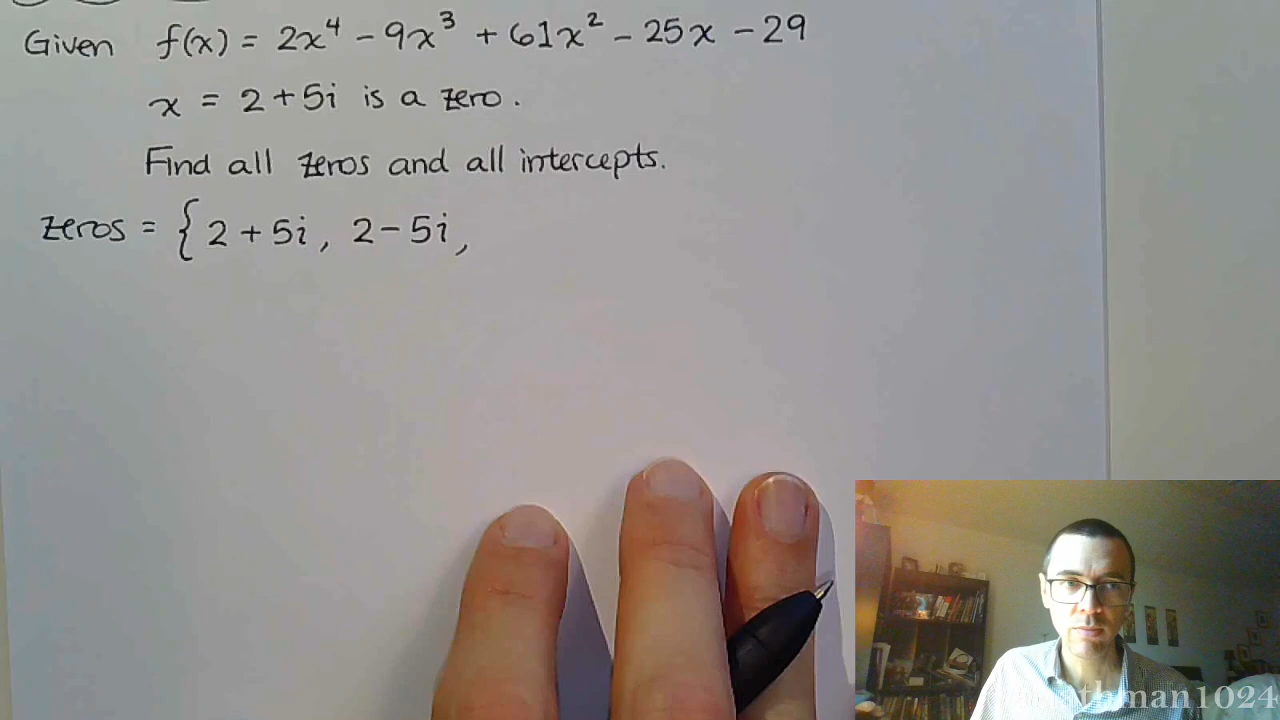 Given f(x) = 2x⁴ - 9x³ + 61x² - 25x - 29
x = 2 + 5i is a zero.
Find all zeros and all intercepts.
zeros = { 2 + 5i, 2 - 5i,